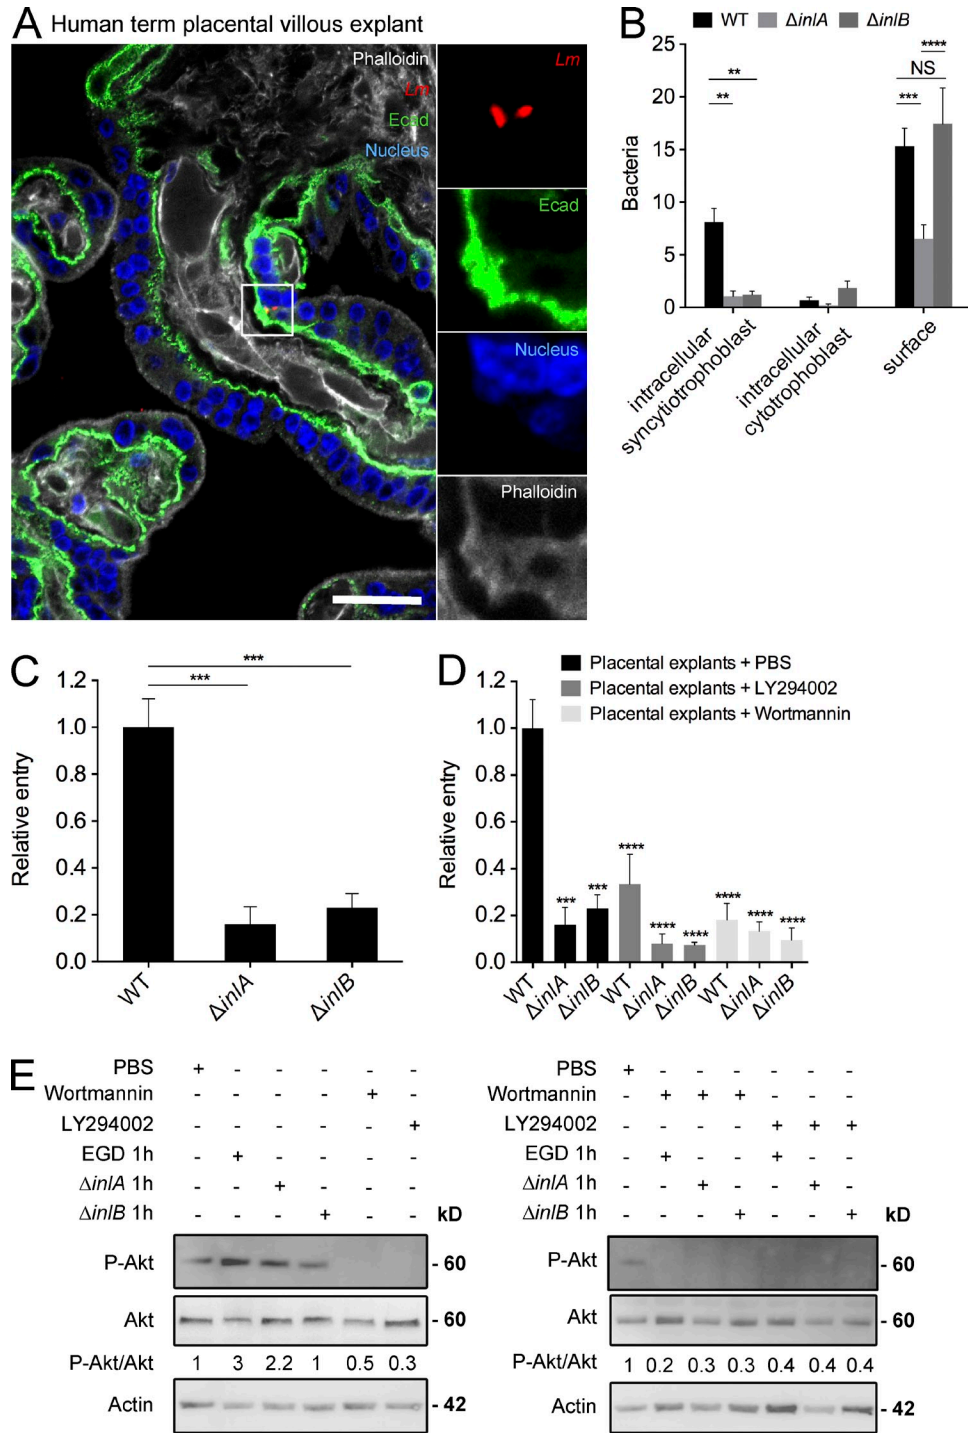 A Human term placental villous explant
Phalloidin
Lm
Ecad
Nucleus
Lm
Ecad
Nucleus
Phalloidin
B
WT ΔinlA ΔinlB
Bacteria
25
20
15
10
5
0
** ** *** NS ****
intracellular syncytiotrophoblast
intracellular cytotrophoblast
surface
C
Relative entry
1.2
1.0
0.8
0.6
0.4
0.2
0.0
***
***
WT ΔinlA ΔinlB
D
Placental explants + PBS
Placental explants + LY294002
Placental explants + Wortmannin
Relative entry
1.2
1.0
0.8
0.6
0.4
0.2
0.0
*** *** **** **** **** **** **** ****
WT ΔinlA ΔinlB WT ΔinlA ΔinlB WT ΔinlA ΔinlB
E
PBS + - - - - -
Wortmannin - - - - + -
LY294002 - - - - - +
EGD 1h - + - - - -
ΔinlA 1h - - + - - -
ΔinlB 1h - - - + - - kD
P-Akt - 60
Akt - 60
P-Akt/Akt 1 3 2.2 1 0.5 0.3
Actin - 42
PBS + - - - - - -
Wortmannin - + + + - - -
LY294002 - - - - + + +
EGD 1h - + - - + - -
ΔinlA 1h - - + - - + -
ΔinlB 1h - - - + - - + kD
P-Akt - 60
Akt - 60
P-Akt/Akt 1 0.2 0.3 0.3 0.4 0.4 0.4
Actin - 42